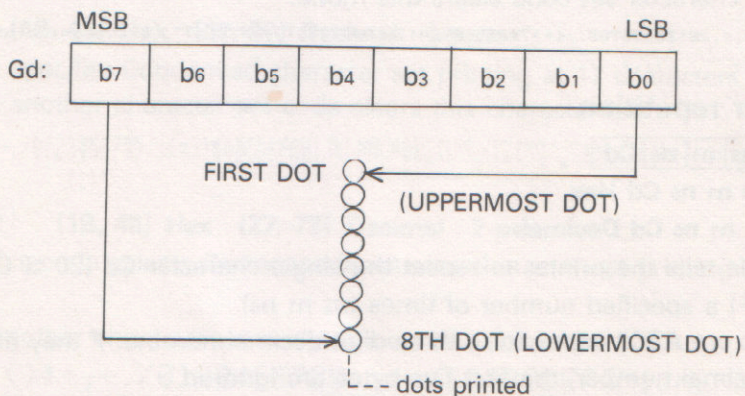 MSB LSB
Gd: b7 b6 b5 b4 b3 b2 b1 b0
FIRST DOT
(UPPERMOST DOT)
8TH DOT (LOWERMOST DOT)
dots printed